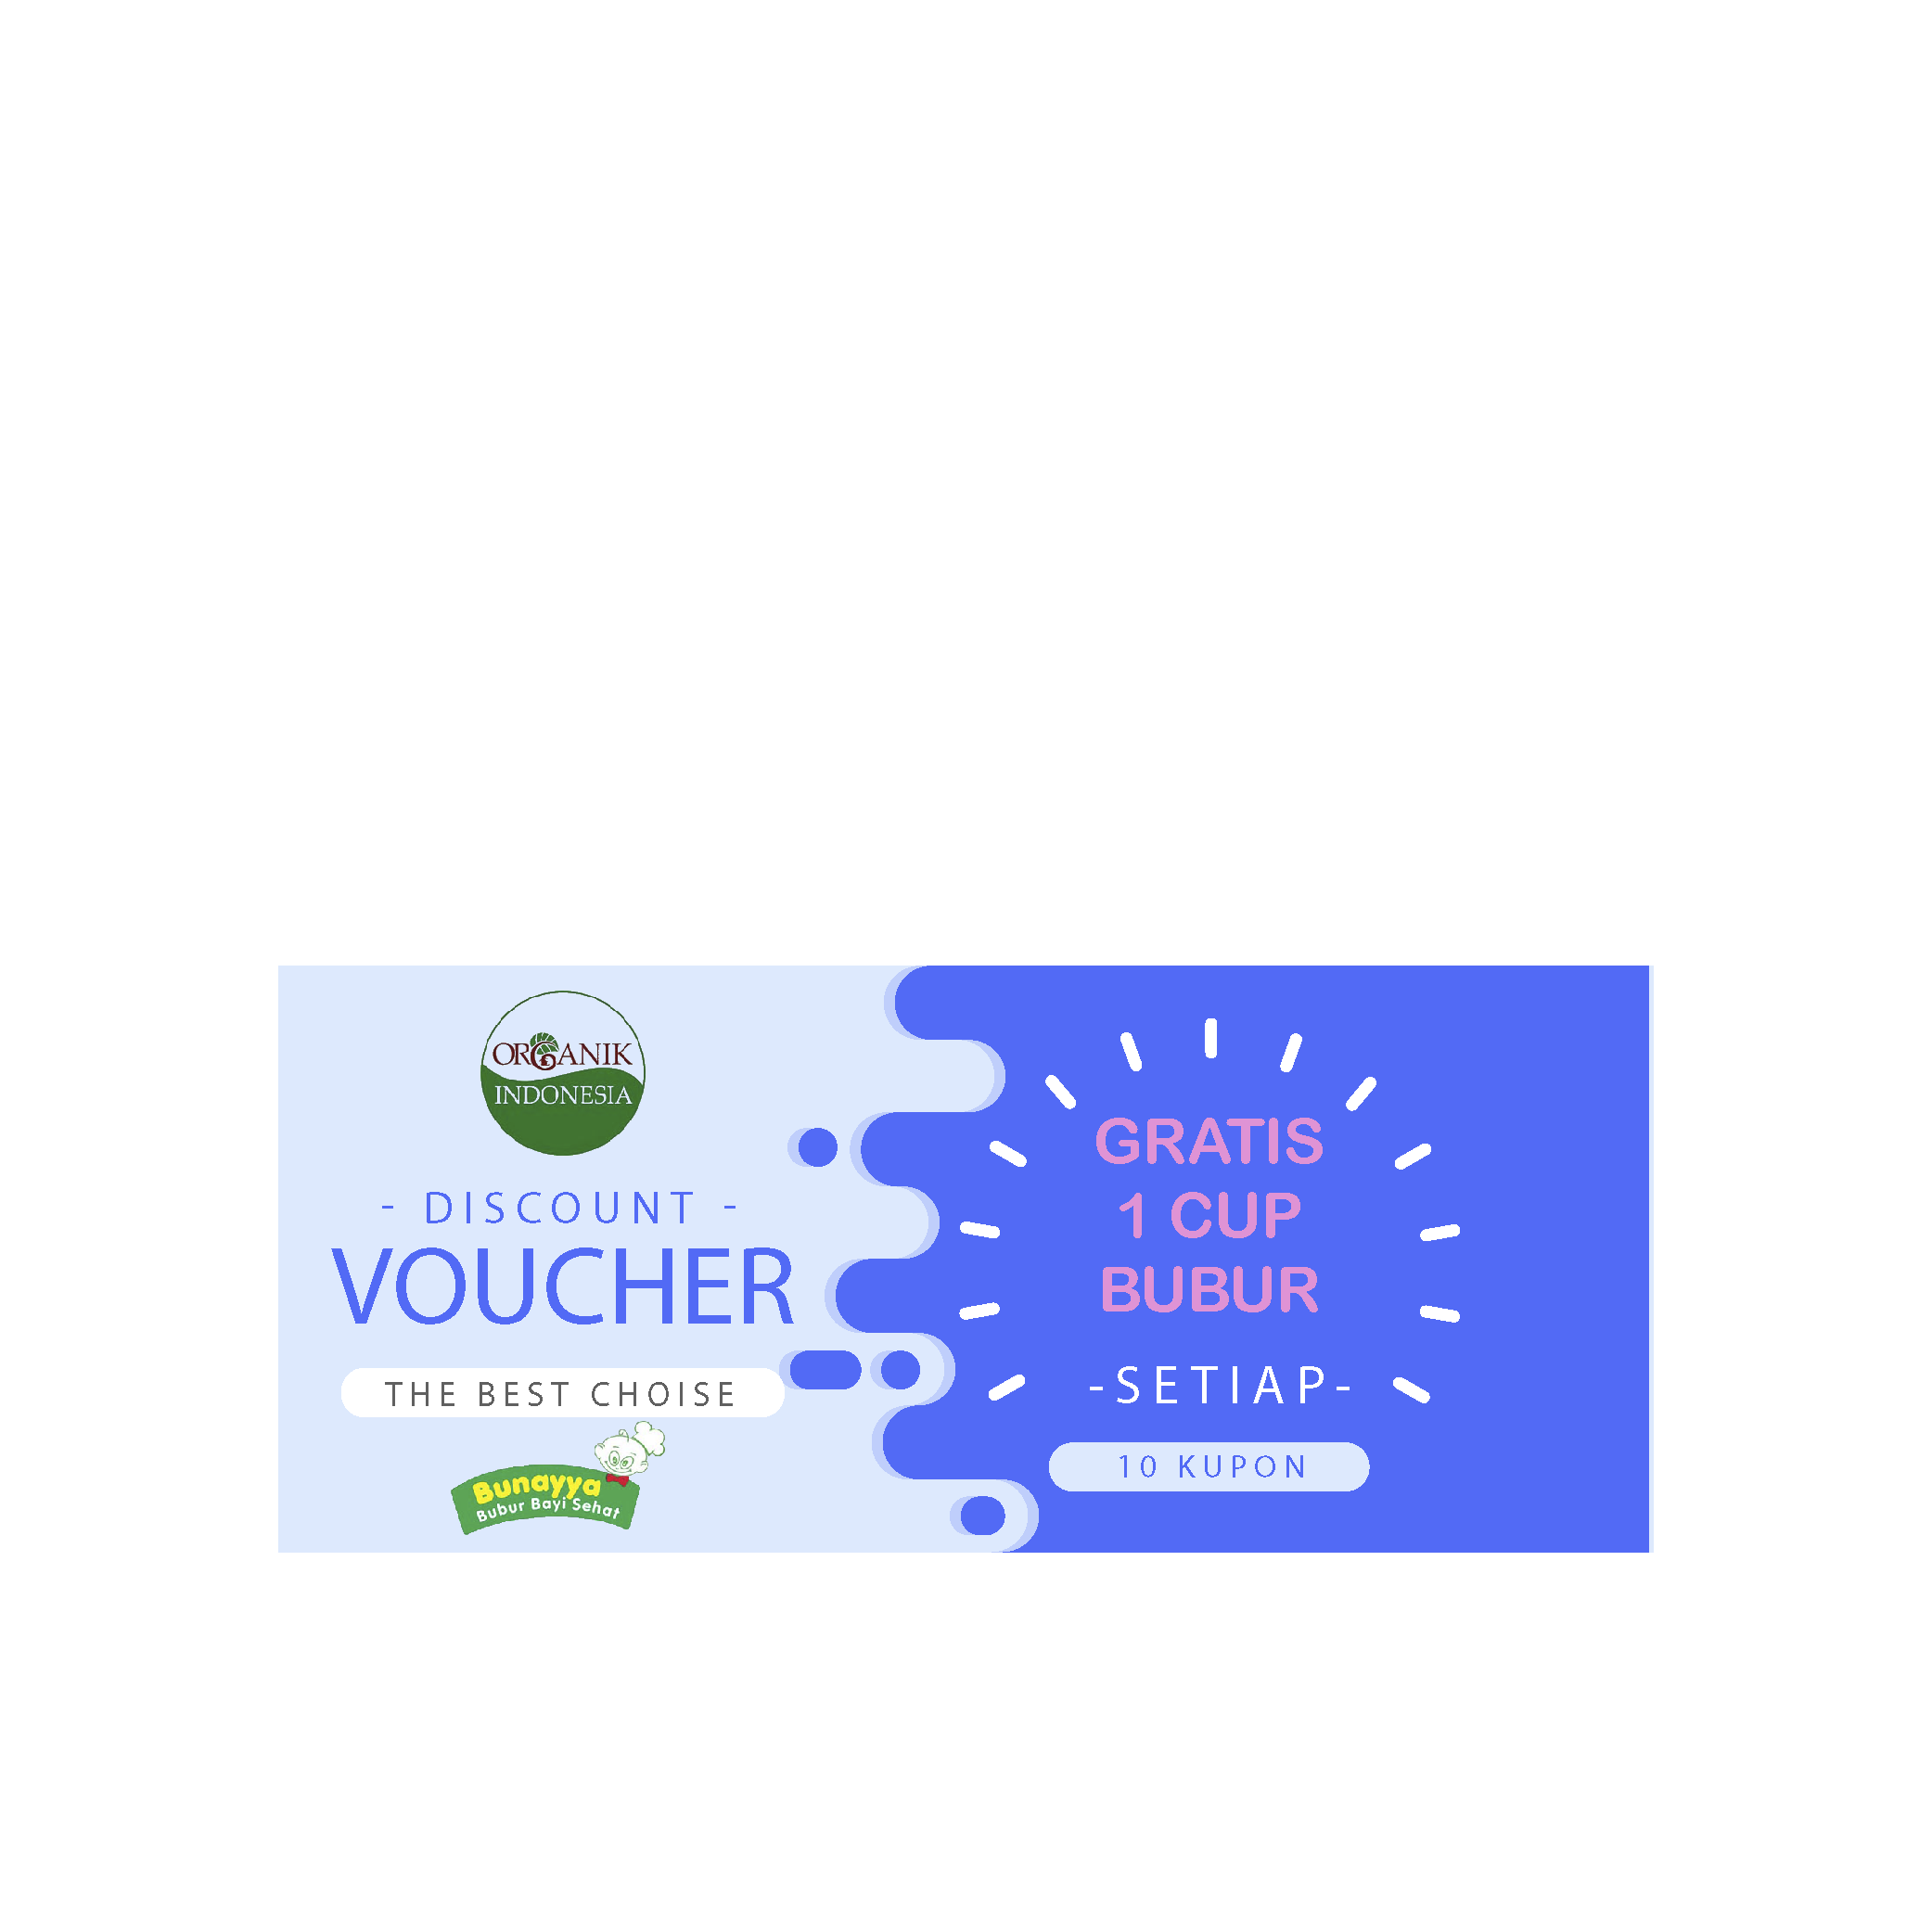 ORGANIK
INDONESIA
- DISCOUNT -
VOUCHER
THE BEST CHOISE
Bunayya
Bubur Bayi Sehat
GRATIS
1 CUP
BUBUR
-SETIAP-
10 KUPON